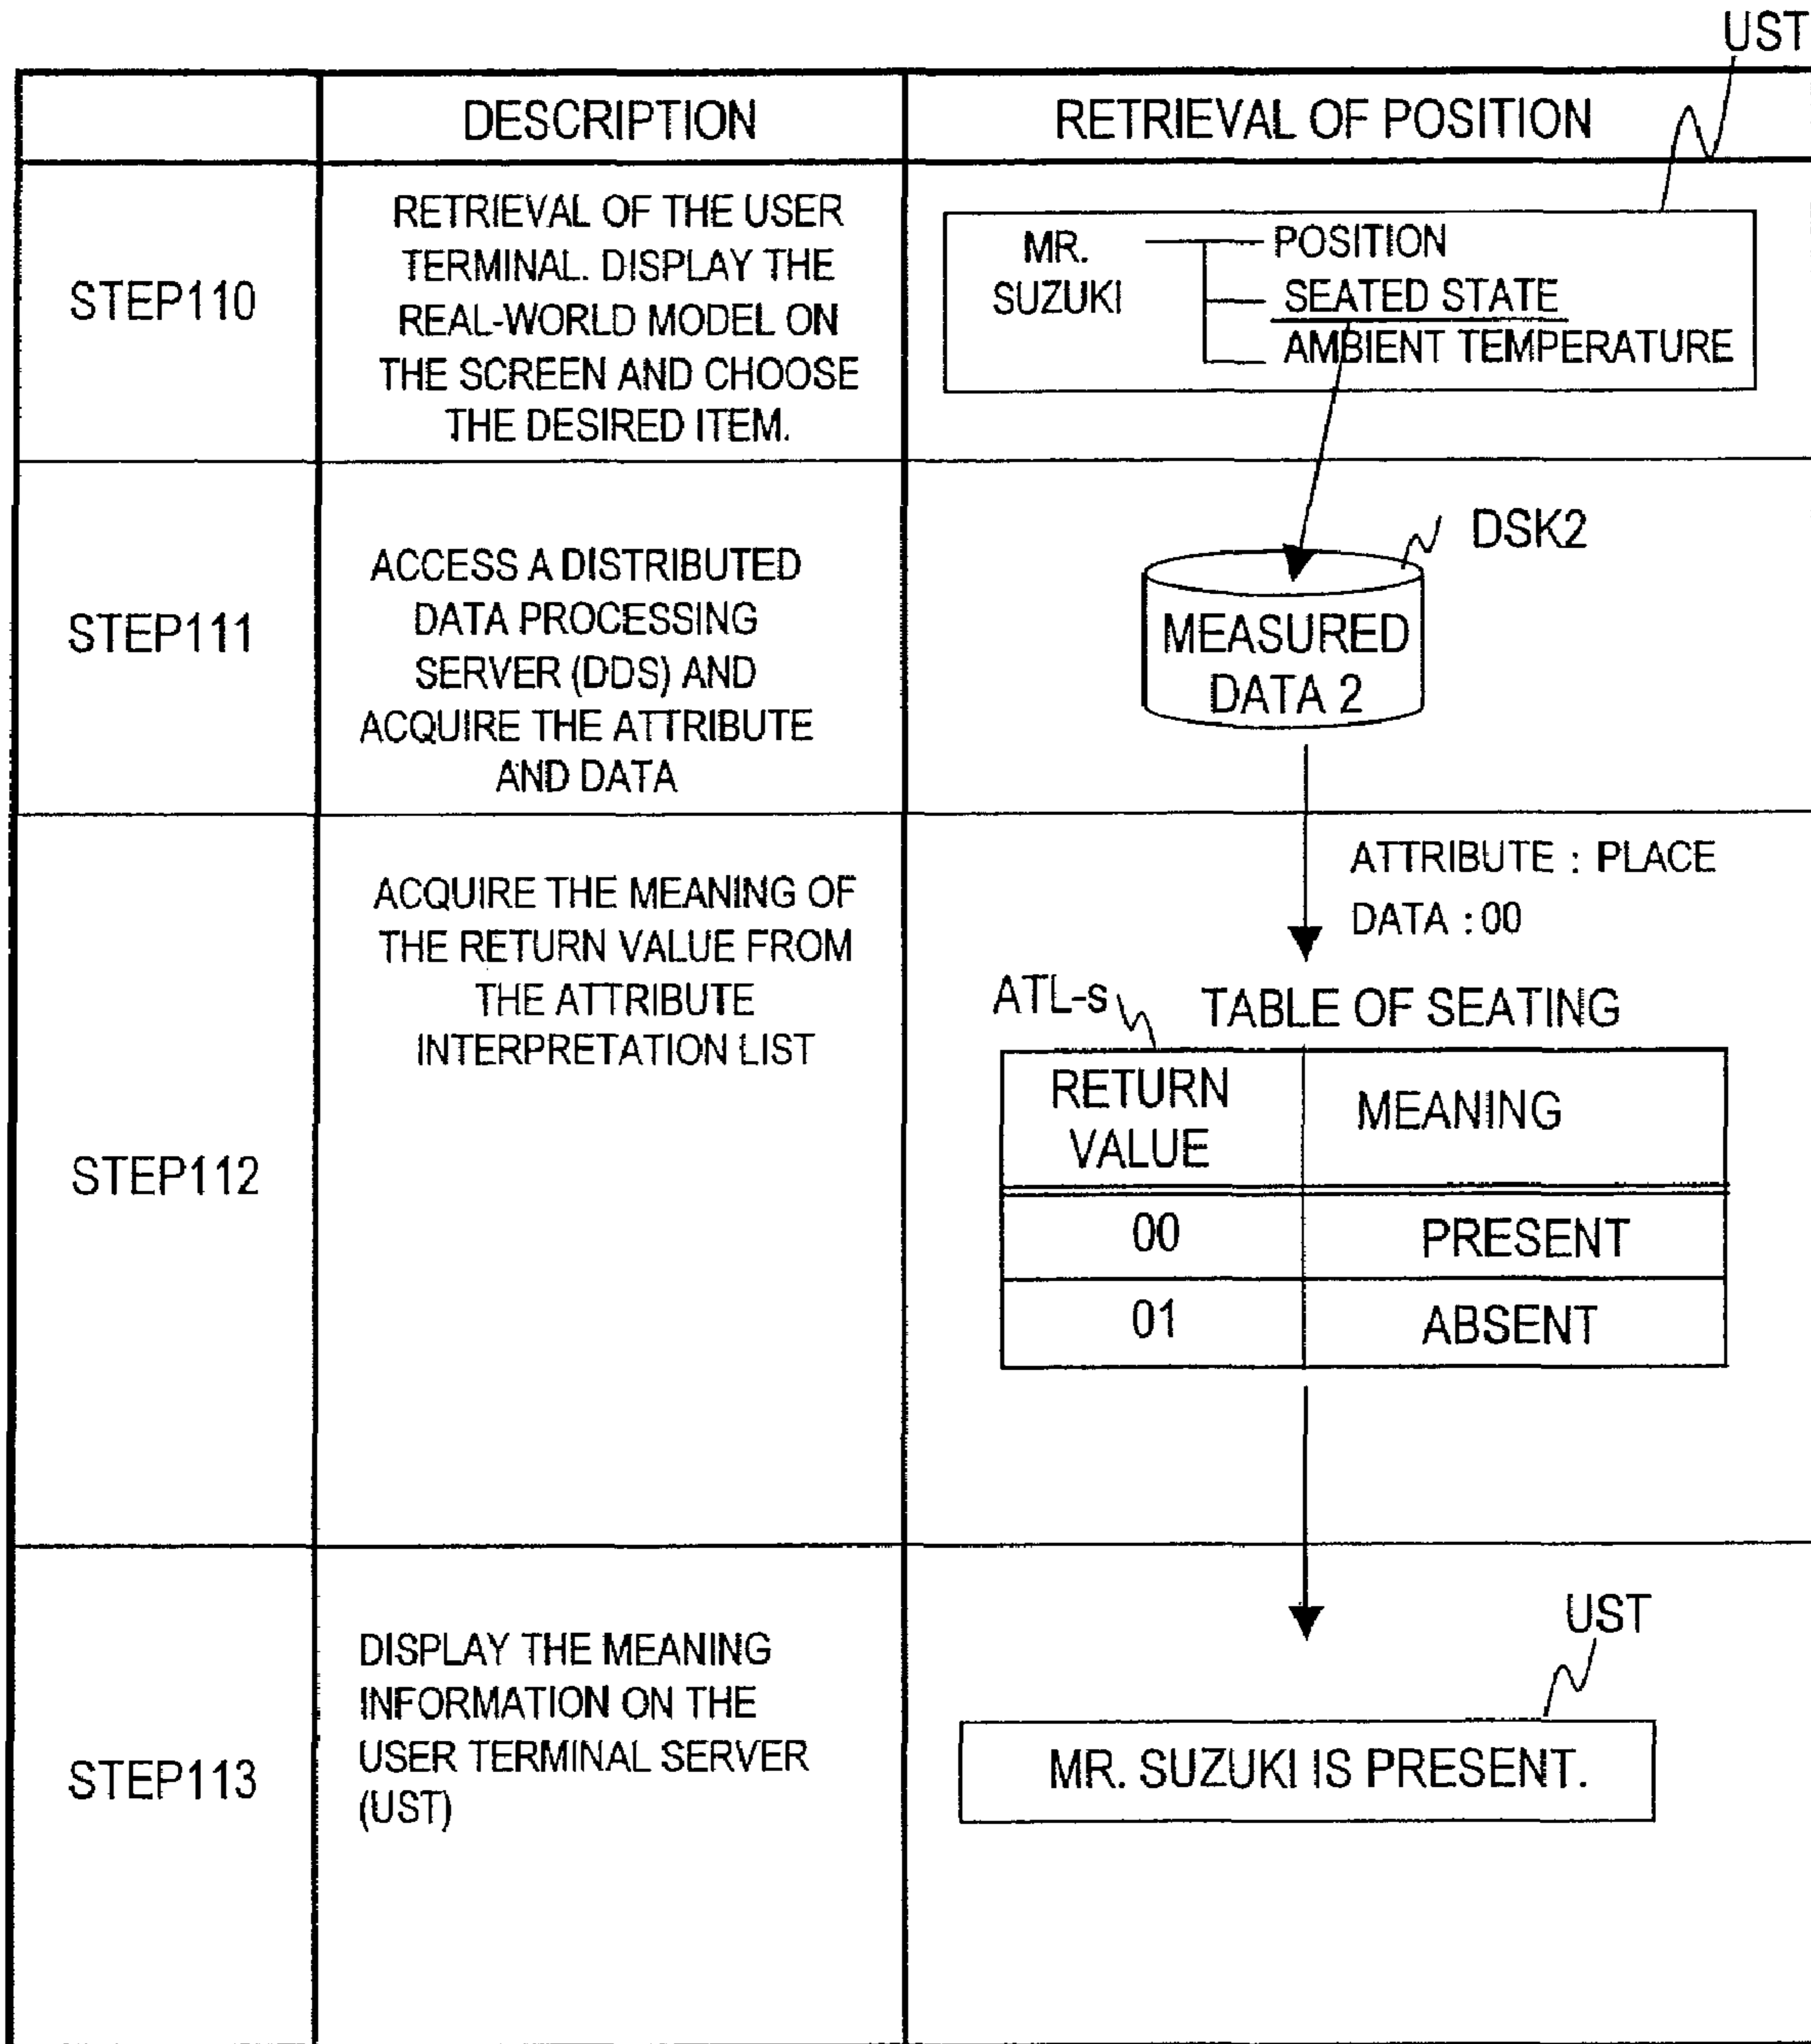 UST
DESCRIPTION
RETRIEVAL OF POSITION
STEP110
RETRIEVAL OF THE USER
TERMINAL. DISPLAY THE
REAL-WORLD MODEL ON
THE SCREEN AND CHOOSE
THE DESIRED ITEM.
MR.
SUZUKI
POSITION
SEATED STATE
AMBIENT TEMPERATURE
STEP111
ACCESS A DISTRIBUTED
DATA PROCESSING
SERVER (DDS) AND
ACQUIRE THE ATTRIBUTE
AND DATA
DSK2
MEASURED
DATA 2
STEP112
ACQUIRE THE MEANING OF
THE RETURN VALUE FROM
THE ATTRIBUTE
INTERPRETATION LIST
ATTRIBUTE : PLACE
DATA : 00
ATL-s
TABLE OF SEATING
RETURN
VALUE
MEANING
00
PRESENT
01
ABSENT
STEP113
DISPLAY THE MEANING
INFORMATION ON THE
USER TERMINAL SERVER
(UST)
UST
MR. SUZUKI IS PRESENT.